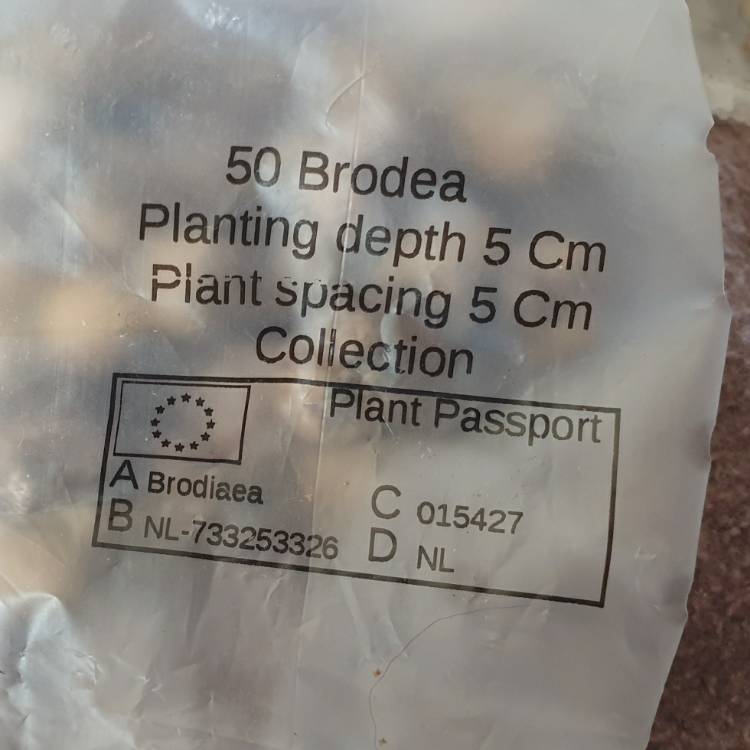 50 Brodea
Planting depth 5 Cm
Plant spacing 5 Cm
Collection
Plant Passport
A Brodiaea
C 015427
B NL-733253326
D NL